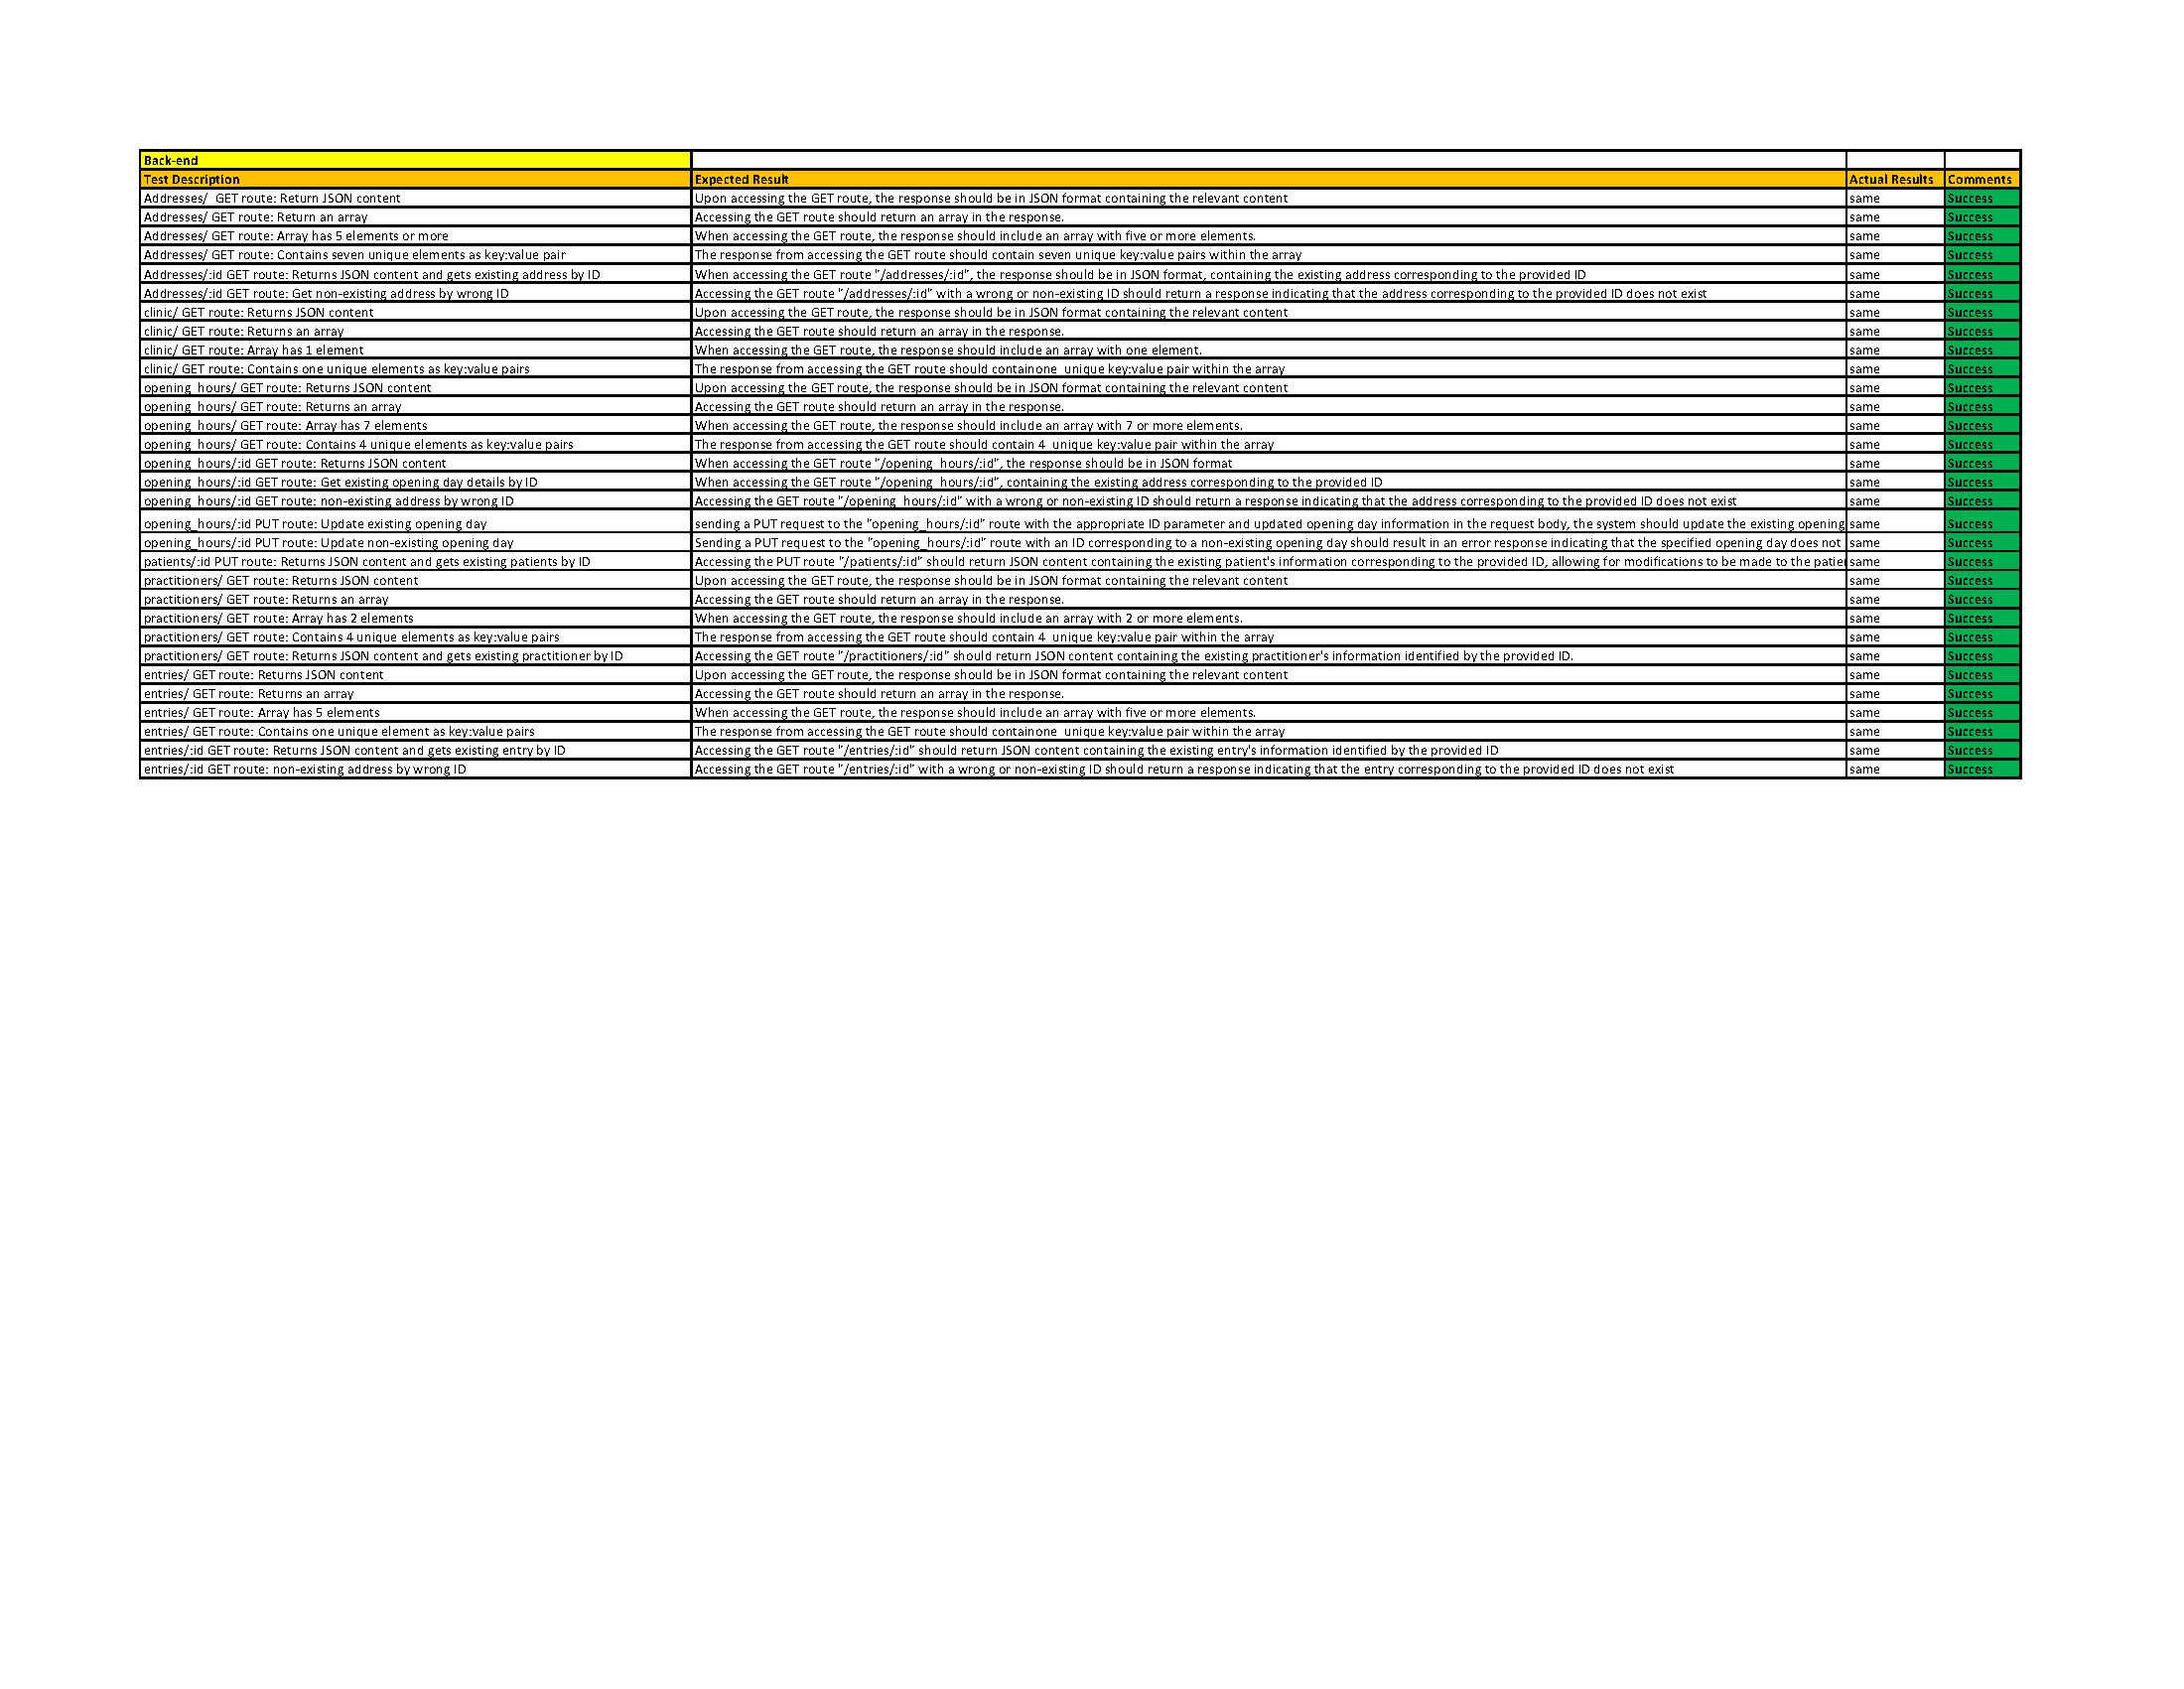 Back-end
Test Description Expected Result Actual Results Comments
Addresses/  GET route: Return JSON content Upon accessing the GET route, the response should be in JSON format containing the relevant content same Success
Addresses/ GET route: Return an array Accessing the GET route should return an array in the response. same Success
Addresses/ GET route: Array has 5 elements or more When accessing the GET route, the response should include an array with five or more elements. same Success
Addresses/ GET route: Contains seven unique elements as key:value pair The response from accessing the GET route should contain seven unique key:value pairs within the array same Success
Addresses/:id GET route: Returns JSON content and gets existing address by ID When accessing the GET route "/addresses/:id", the response should be in JSON format, containing the existing address corresponding to the provided ID same Success
Addresses/:id GET route: Get non-existing address by wrong ID Accessing the GET route "/addresses/:id" with a wrong or non-existing ID should return a response indicating that the address corresponding to the provided ID does not exist same Success
clinic/ GET route: Returns JSON content Upon accessing the GET route, the response should be in JSON format containing the relevant content same Success
clinic/ GET route: Returns an array Accessing the GET route should return an array in the response. same Success
clinic/ GET route: Array has 1 element When accessing the GET route, the response should include an array with one element. same Success
clinic/ GET route: Contains one unique elements as key:value pairs The response from accessing the GET route should containone  unique key:value pair within the array same Success
opening_hours/ GET route: Returns JSON content Upon accessing the GET route, the response should be in JSON format containing the relevant content same Success
opening_hours/ GET route: Returns an array Accessing the GET route should return an array in the response. same Success
opening_hours/ GET route: Array has 7 elements When accessing the GET route, the response should include an array with 7 or more elements. same Success
opening_hours/ GET route: Contains 4 unique elements as key:value pairs The response from accessing the GET route should contain 4  unique key:value pair within the array same Success
opening_hours/:id GET route: Returns JSON content When accessing the GET route "/opening_hours/:id", the response should be in JSON format same Success
opening_hours/:id GET route: Get existing opening day details by ID When accessing the GET route "/opening_hours/:id", containing the existing address corresponding to the provided ID same Success
opening_hours/:id GET route: non-existing address by wrong ID Accessing the GET route "/opening_hours/:id" with a wrong or non-existing ID should return a response indicating that the address corresponding to the provided ID does not exist same Success
opening_hours/:id PUT route: Update existing opening day sending a PUT request to the "opening_hours/:id" route with the appropriate ID parameter and updated opening day information in the request body, the system should update the existing opening same Success
opening_hours/:id PUT route: Update non-existing opening day Sending a PUT request to the "opening_hours/:id" route with an ID corresponding to a non-existing opening day should result in an error response indicating that the specified opening day does not same Success
patients/:id PUT route: Returns JSON content and gets existing patients by ID Accessing the PUT route "/patients/:id" should return JSON content containing the existing patient's information corresponding to the provided ID, allowing for modifications to be made to the patien same Success
practitioners/ GET route: Returns JSON content Upon accessing the GET route, the response should be in JSON format containing the relevant content same Success
practitioners/ GET route: Returns an array Accessing the GET route should return an array in the response. same Success
practitioners/ GET route: Array has 2 elements When accessing the GET route, the response should include an array with 2 or more elements. same Success
practitioners/ GET route: Contains 4 unique elements as key:value pairs The response from accessing the GET route should contain 4  unique key:value pair within the array same Success
practitioners/ GET route: Returns JSON content and gets existing practitioner by ID Accessing the GET route "/practitioners/:id" should return JSON content containing the existing practitioner's information identified by the provided ID. same Success
entries/ GET route: Returns JSON content Upon accessing the GET route, the response should be in JSON format containing the relevant content same Success
entries/ GET route: Returns an array Accessing the GET route should return an array in the response. same Success
entries/ GET route: Array has 5 elements When accessing the GET route, the response should include an array with five or more elements. same Success
entries/ GET route: Contains one unique element as key:value pairs The response from accessing the GET route should containone  unique key:value pair within the array same Success
entries/:id GET route: Returns JSON content and gets existing entry by ID Accessing the GET route "/entries/:id" should return JSON content containing the existing entry's information identified by the provided ID same Success
entries/:id GET route: non-existing address by wrong ID Accessing the GET route "/entries/:id" with a wrong or non-existing ID should return a response indicating that the entry corresponding to the provided ID does not exist same Success